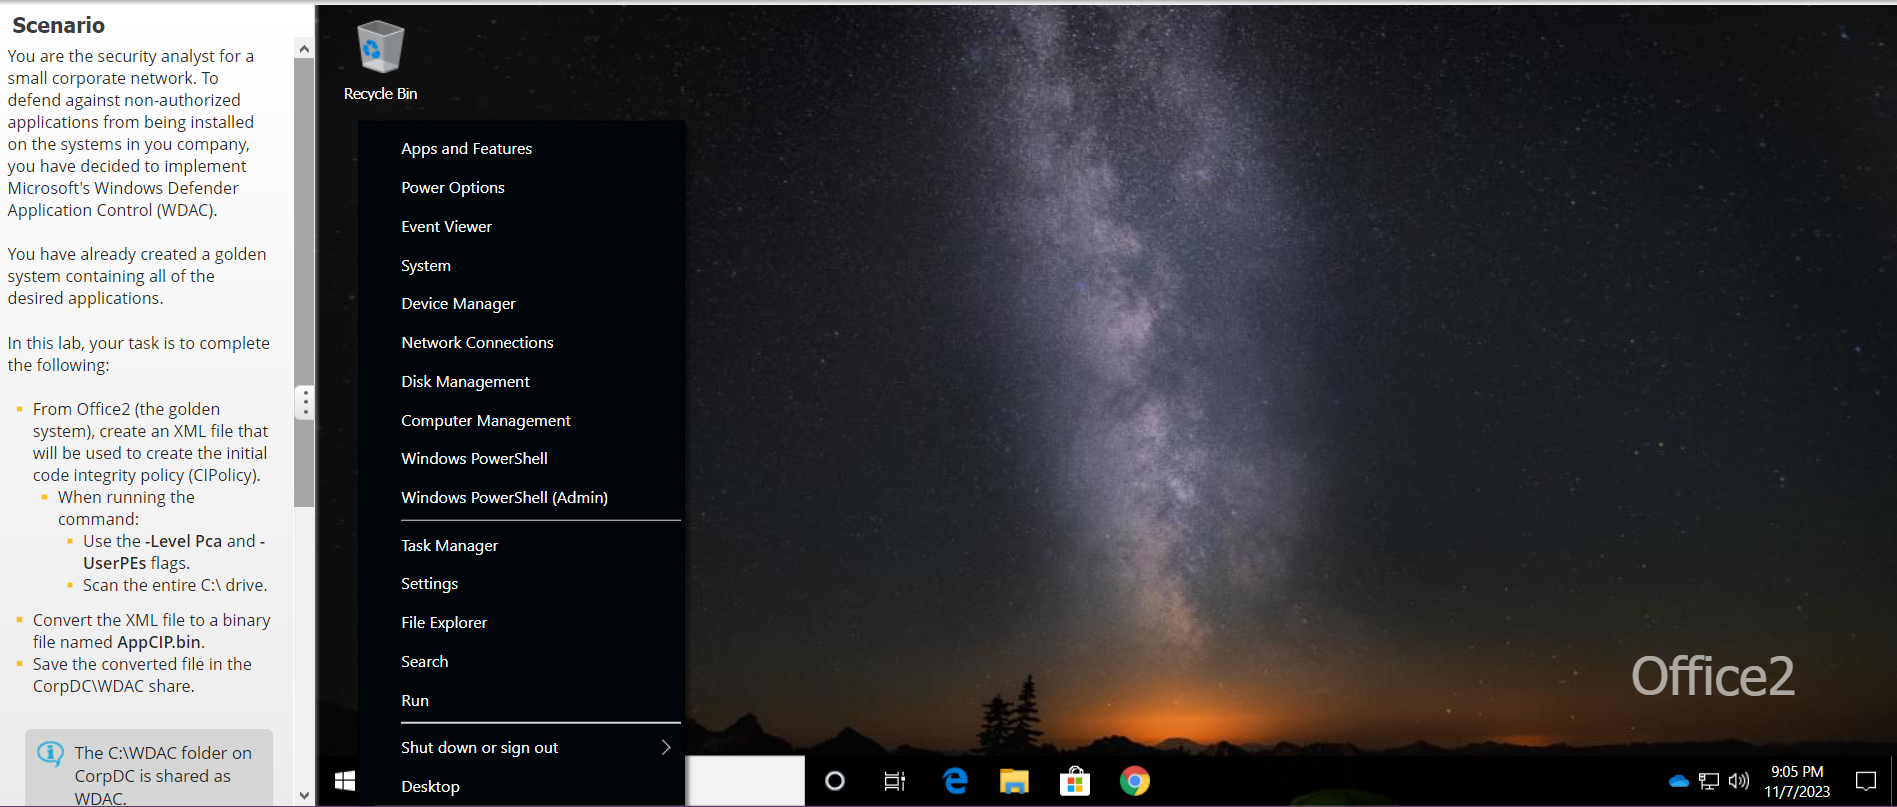 Scenario
You are the security analyst for a
small corporate network. To
defend against non-authorized
applications from being installed
on the systems in you company,
you have decided to implement
Microsoft's Windows Defender
Application Control (WDAC).
You have already created a golden
system containing all of the
desired applications.
In this lab, your task is to complete
the following:
From Office2 (the golden
system), create an XML file that
will be used to create the initial
code integrity policy (CIPolicy).
When running the
command:
Use the -Level Pca and -
UserPEs flags.
Scan the entire C:\ drive.
Convert the XML file to a binary
file named AppCIP.bin.
Save the converted file in the
CorpDC\WDAC share.
The C:\WDAC folder on
CorpDC is shared as
WDAC.
Recycle Bin
Apps and Features
Power Options
Event Viewer
System
Device Manager
Network Connections
Disk Management
Computer Management
Windows PowerShell
Windows PowerShell (Admin)
Task Manager
Settings
File Explorer
Search
Run
Shut down or sign out
Desktop
Office2
9:05 PM
11/7/2023